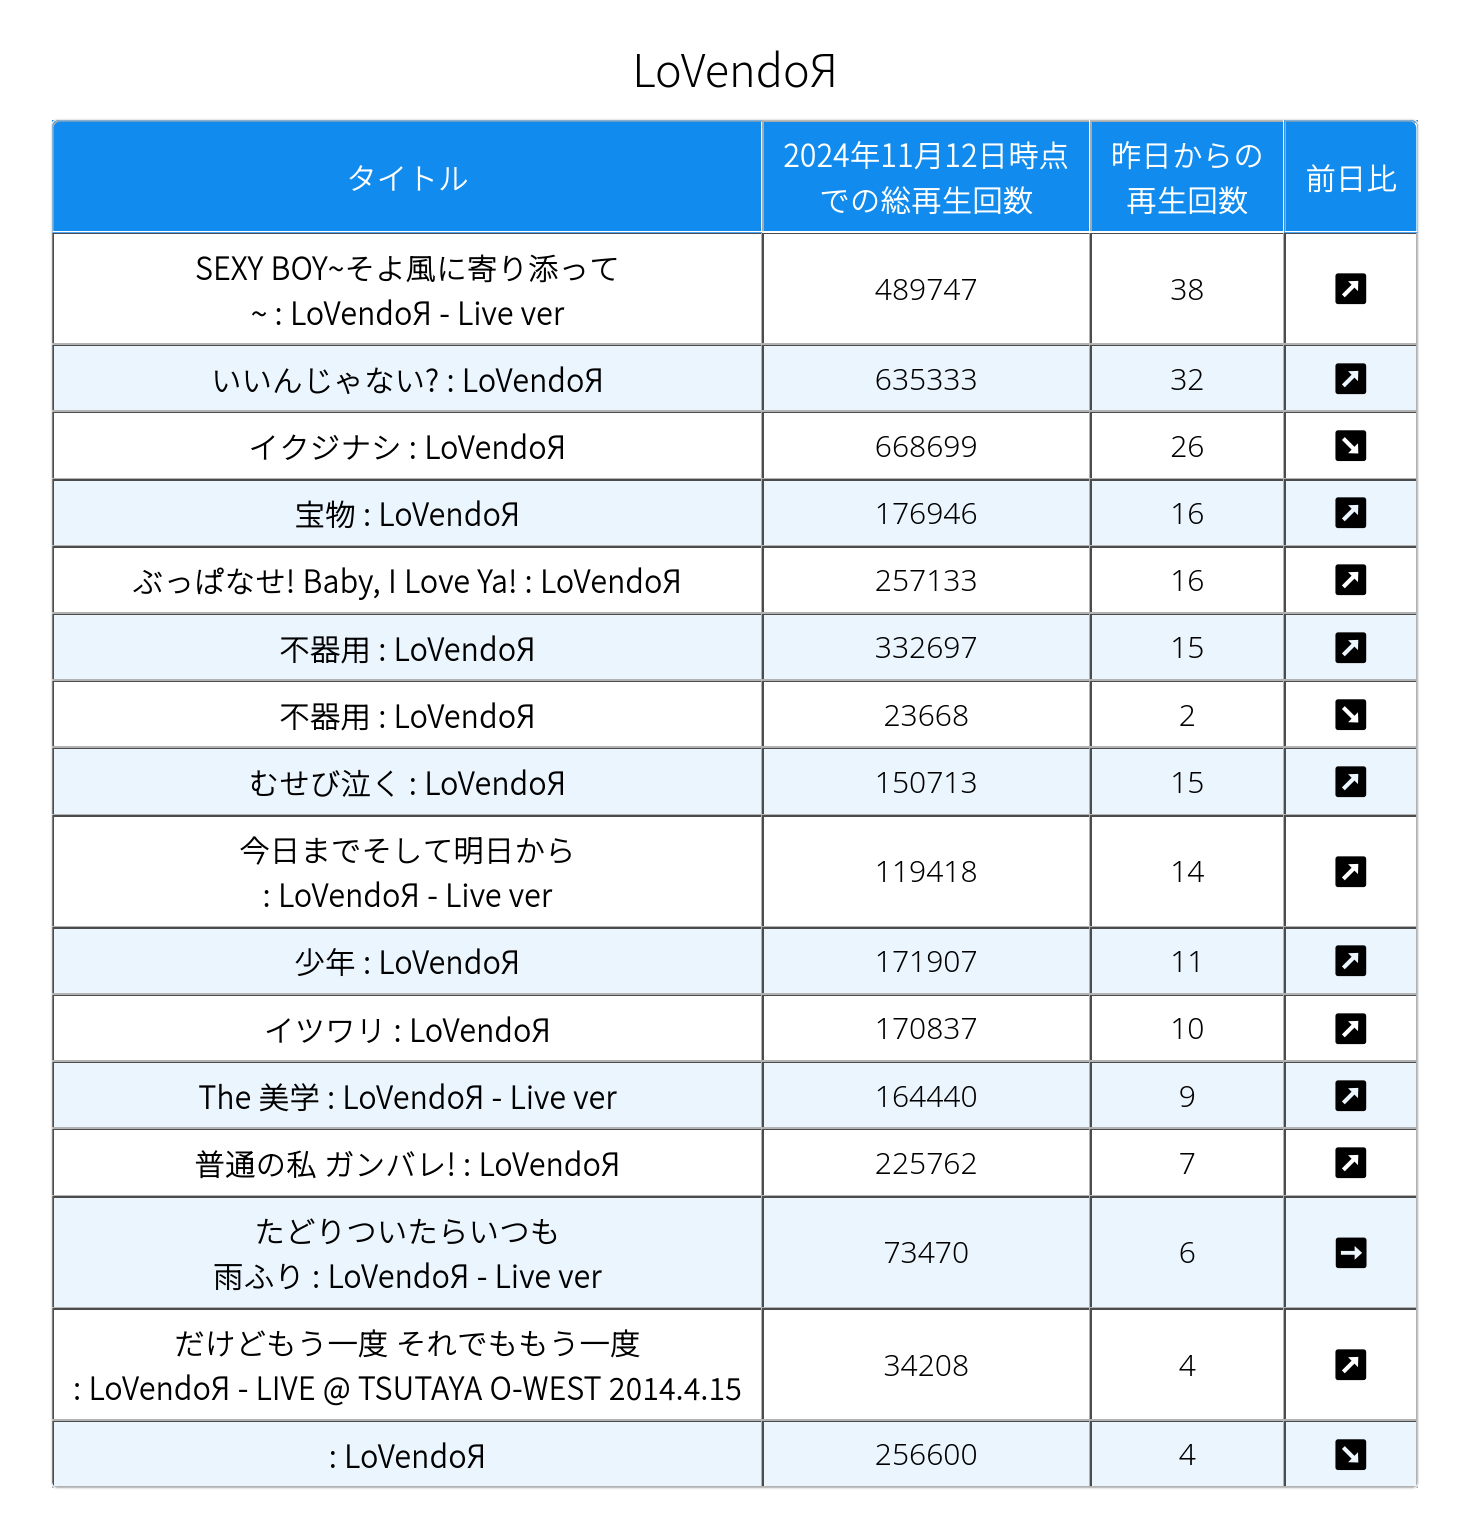 LoVendoЯ
タイトル
2024年11月12日時点
での総再生回数
昨日からの
再生回数
前日比
SEXY BOY~そよ風に寄り添って
~ : LoVendoЯ - Live ver
489747
38
いいんじゃない? : LoVendoЯ
635333
32
イクジナシ : LoVendoЯ
668699
26
宝物 : LoVendoЯ
176946
16
ぶっぱなせ! Baby, I Love Ya! : LoVendoЯ
257133
16
不器用 : LoVendoЯ
332697
15
不器用 : LoVendoЯ
23668
2
むせび泣く : LoVendoЯ
150713
15
今日までそして明日から
: LoVendoЯ - Live ver
119418
14
少年 : LoVendoЯ
171907
11
イツワリ : LoVendoЯ
170837
10
The 美学 : LoVendoЯ - Live ver
164440
9
普通の私 ガンバレ! : LoVendoЯ
225762
7
たどりついたらいつも
雨ふり : LoVendoЯ - Live ver
73470
6
だけどもう一度 それでももう一度
: LoVendoЯ - LIVE @ TSUTAYA O-WEST 2014.4.15
34208
4
: LoVendoЯ
256600
4